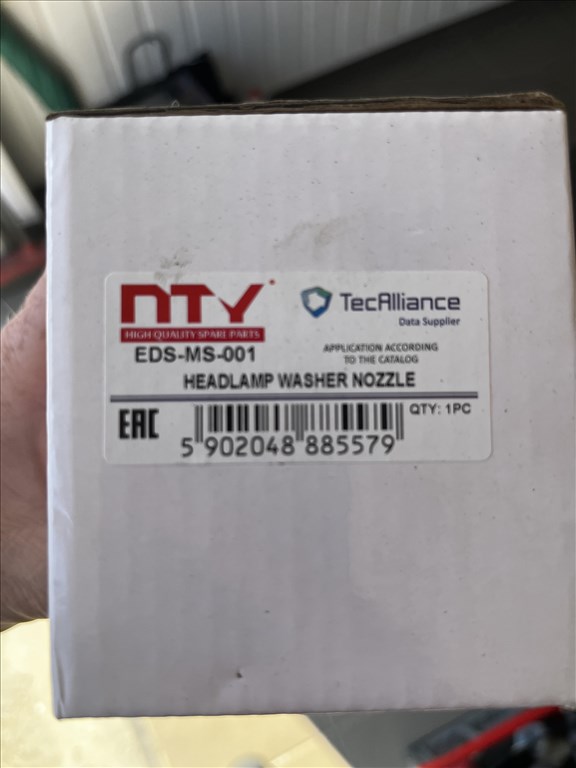 NTY
HIGH QUALITY SPARE PARTS
EDS-MS-001
TecAlliance
Data Supplier
APPLICATION ACCORDING
TO THE CATALOG
HEADLAMP WASHER NOZZLE
EAC
QTY: 1PC
5 902048 885579